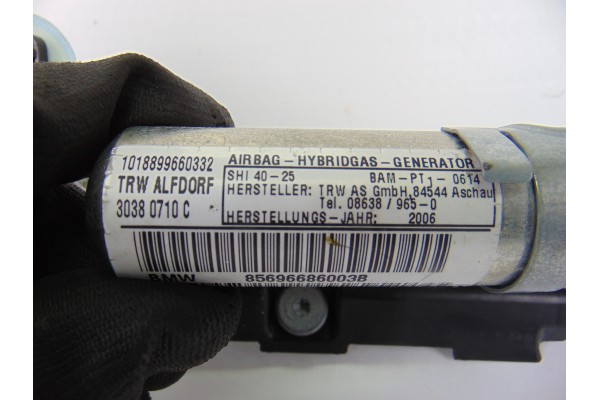 1018899660332
TRW ALFDORF
3038 0710 C
AIRBAG-HYBRIDGAS-GENERATOR
SHI 40-25 BAM-PT1-0614
HERSTELLER: TRW AS GmbH, 84544 Aschau
Tel. 08638 / 965-0
HERSTELLUNGS-JAHR: 2006
BMW 85696686003B